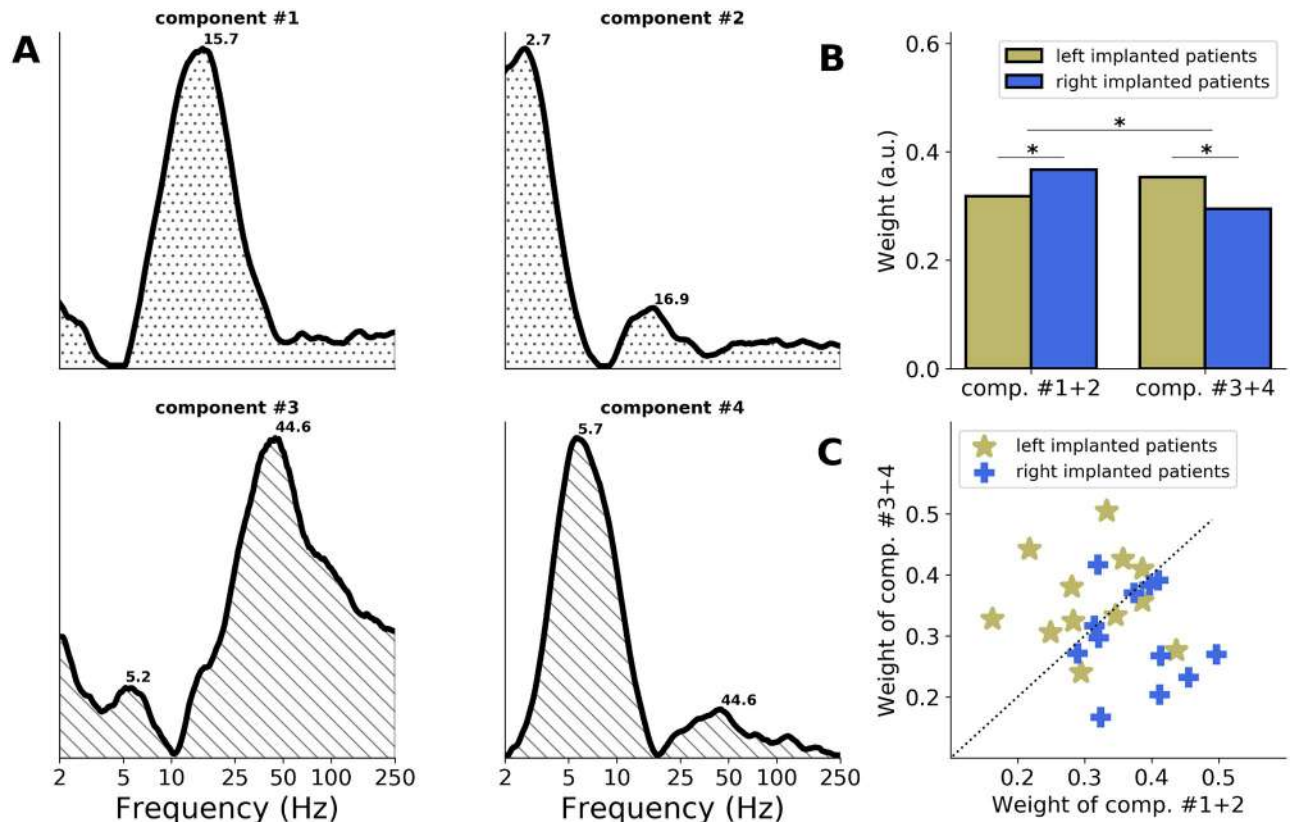 A
component #1
15.7
component #2
2.7
16.9
component #3
44.6
5.2
2 5 10 25 50 100 250
Frequency (Hz)
component #4
5.7
44.6
2 5 10 25 50 100 250
Frequency (Hz)
B
left implanted patients
right implanted patients
*
* *
Weight (a.u.)
0.6
0.4
0.2
0.0
comp. #1+2 comp. #3+4
C
left implanted patients
right implanted patients
Weight of comp. #3+4
0.5
0.4
0.3
0.2
0.2 0.3 0.4 0.5
Weight of comp. #1+2